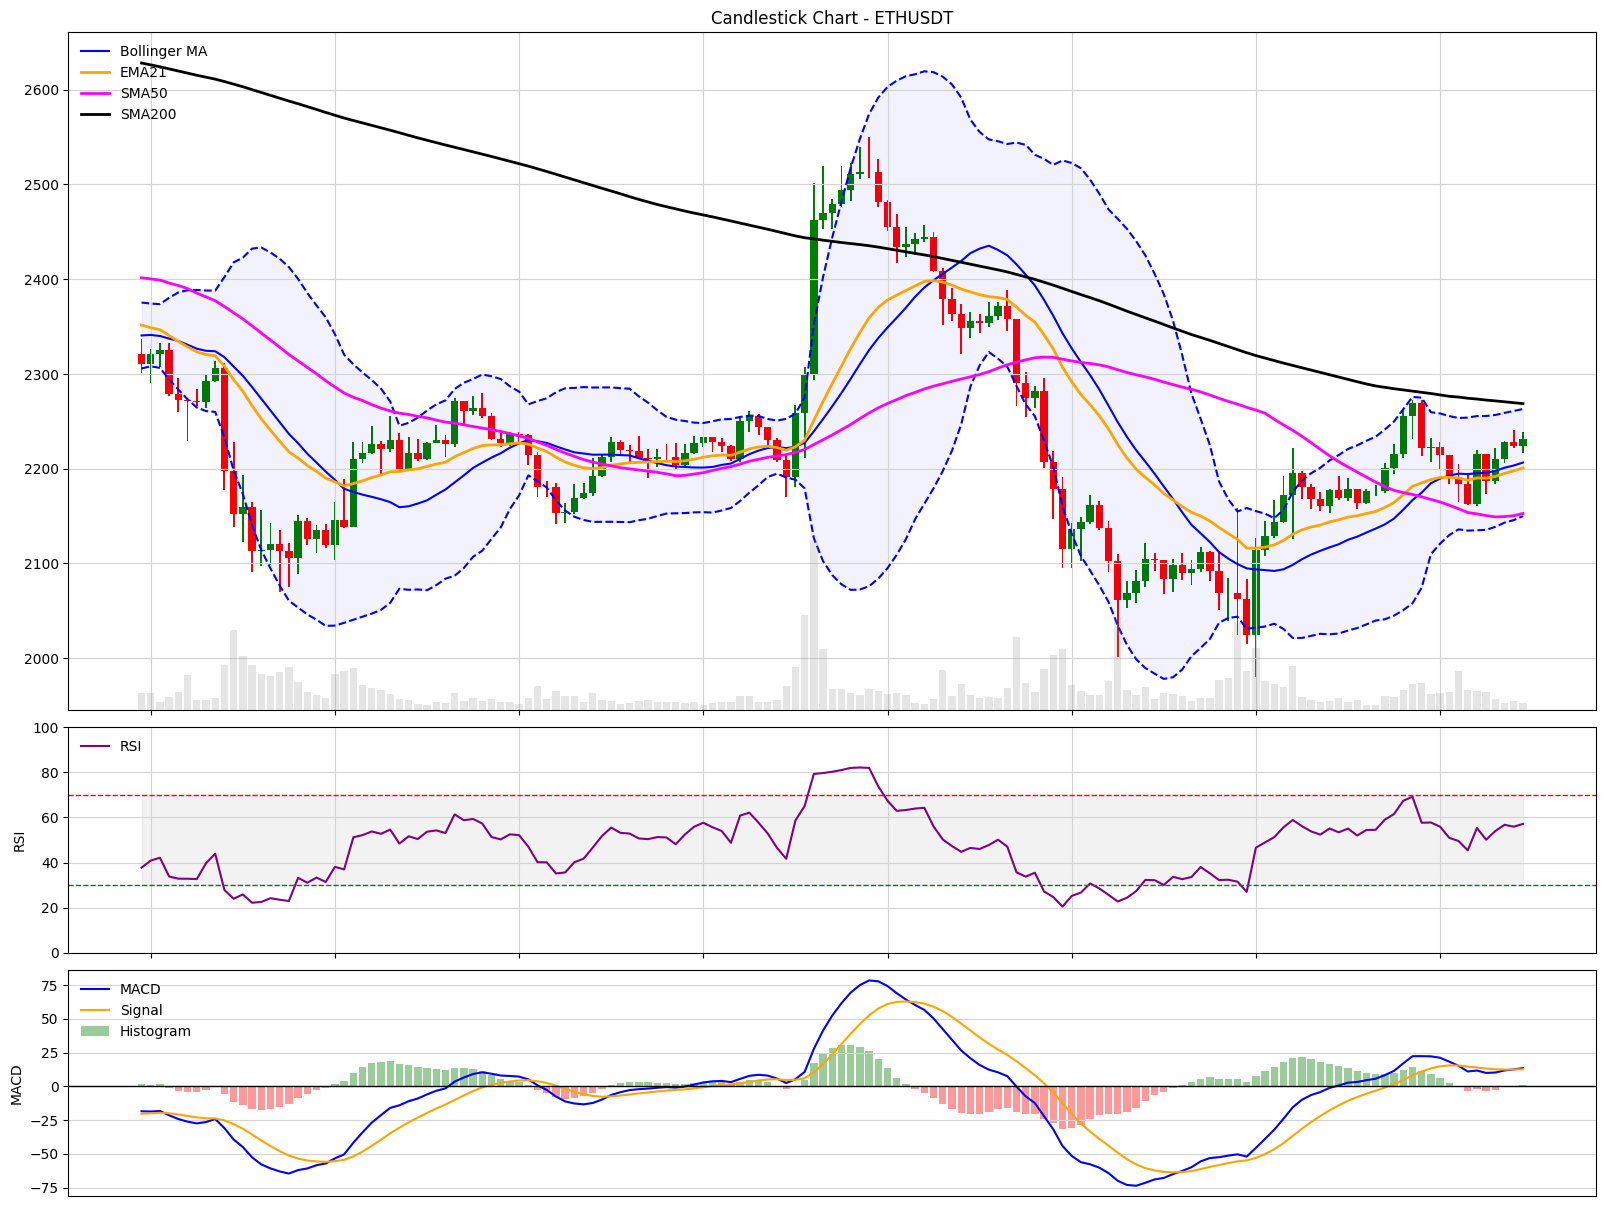 Candlestick Chart - ETHUSDT
Bollinger MA
EMA21
SMA50
SMA200
2600
2500
2400
2300
2200
2100
2000
RSI
100
80
60
40
20
0
RSI
MACD
Signal
Histogram
75
50
25
0
−25
−50
−75
MACD